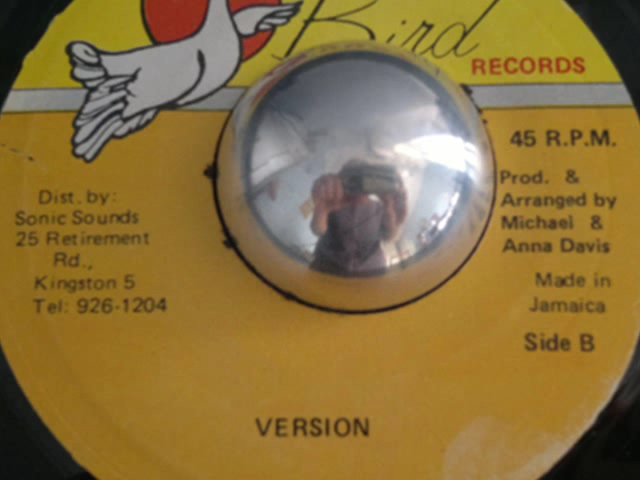 Bird
RECORDS
45 R.P.M.
Dist. by:
Sonic Sounds
25 Retirement
Rd.,
Kingston 5
Tel: 926-1204
Prod. &
Arranged by
Michael &
Anna Davis
Made in
Jamaica
Side B
VERSION